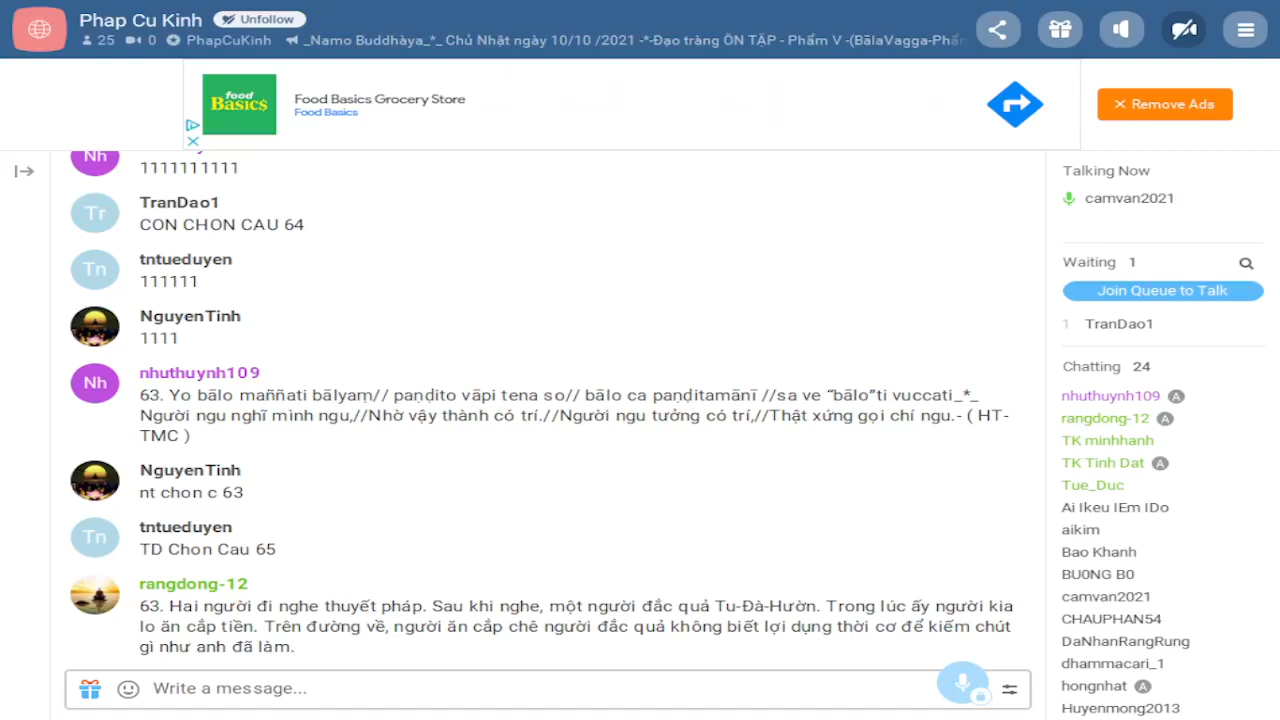 Phap Cu Kinh Unfollow
25 0 PhapCuKinh _Namo Buddhàya_*_ Chủ Nhật ngày 10/10 /2021 -*-Đạo tràng ÔN TẬP - Phẩm V -(BālaVagga-Phẩm
food
Basics
Food Basics Grocery Store
Food Basics
Remove Ads
Nh
1111111111
Tr
TranDao1
CON CHON CAU 64
Tn
tntueduyen
111111
NguyenTinh
1111
Nh
nhuthuynh109
63. Yo bālo maññati bālyaṃ// paṇḍito vāpi tena so// bālo ca paṇḍitamānī //sa ve “bālo”ti vuccati_*_
Người ngu nghĩ mình ngu,//Nhờ vậy thành có trí.//Người ngu tưởng có trí,//Thật xứng gọi chí ngu.- ( HT-
TMC )
NguyenTinh
nt chon c 63
Tn
tntueduyen
TD Chon Cau 65
rangdong-12
63. Hai người đi nghe thuyết pháp. Sau khi nghe, một người đắc quả Tu-Đà-Hườn. Trong lúc ấy người kia
lo ăn cắp tiền. Trên đường về, người ăn cắp chê người đắc quả không biết lợi dụng thời cơ để kiếm chút
gì như anh đã làm.
Write a message...
Talking Now
camvan2021
Waiting 1
Join Queue to Talk
1 TranDao1
Chatting 24
nhuthuynh109 A
rangdong-12 A
TK minhhanh
TK Tinh Dat A
Tue_Duc
Ai Ikeu IEm IDo
aikim
Bao Khanh
BU0NG B0
camvan2021
CHAUPHAN54
DaNhanRangRung
dhammacari_1
hongnhat A
Huyenmong2013